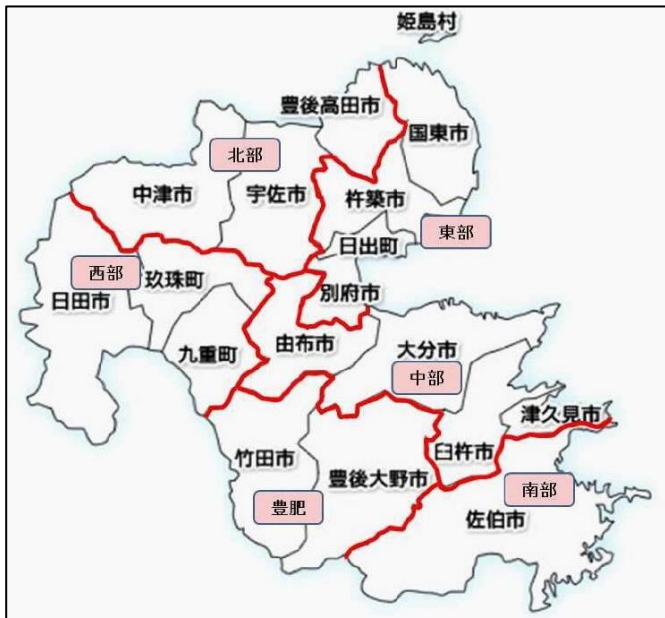 姫島村
豊後高田市
国東市
北部
中津市
宇佐市
杵築市
日出町
東部
西部
玖珠町
日田市
別府市
九重町
由布市
大分市
中部
津久見市
竹田市
臼杵市
豊後大野市
豊肥
南部
佐伯市